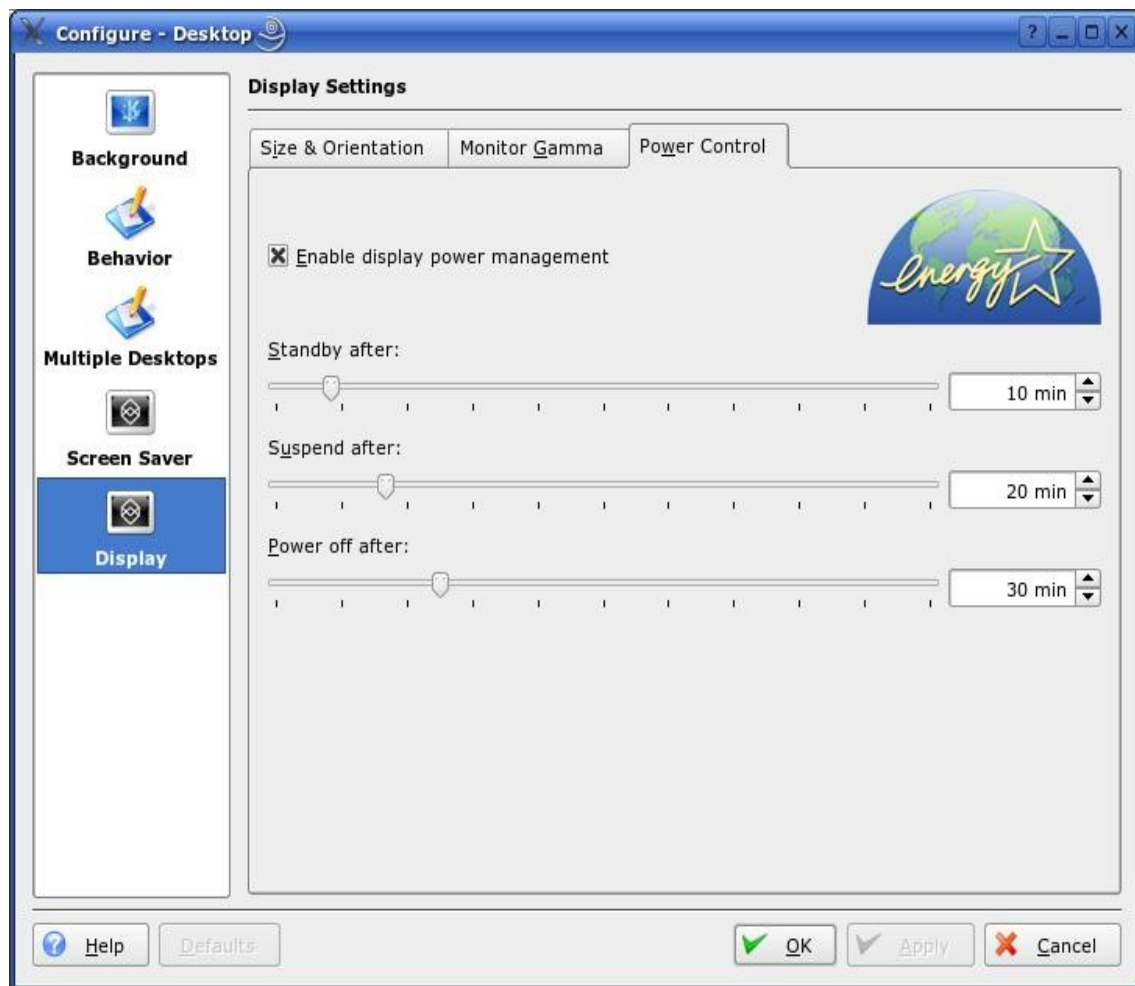 Configure - Desktop
?
Background
Behavior
Multiple Desktops
Screen Saver
Display
Display Settings
Size & Orientation
Monitor Gamma
Power Control
Enable display power management
energy
Standby after:
10 min
Suspend after:
20 min
Power off after:
30 min
Help
Defaults
OK
Apply
Cancel